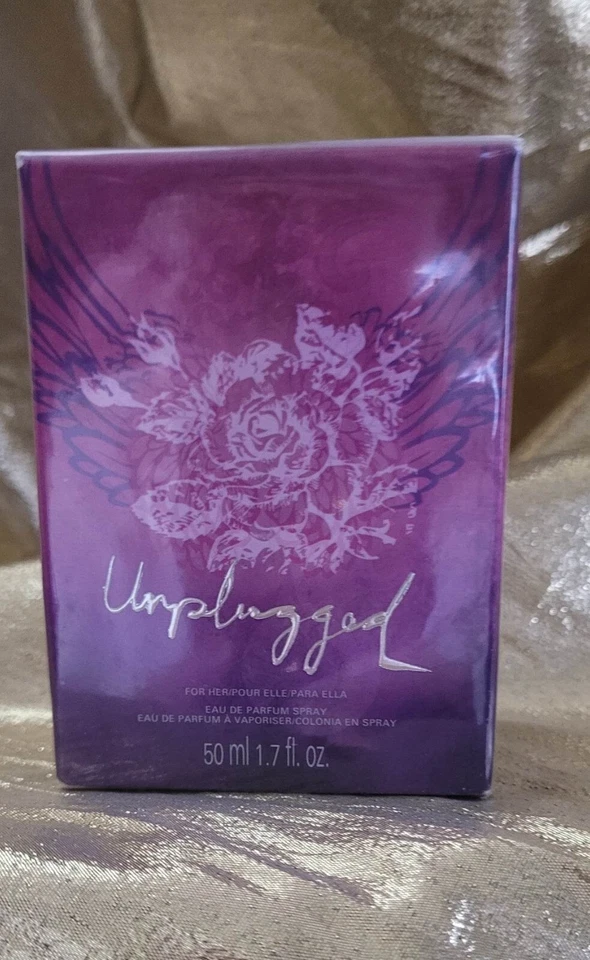 Unplugged
FOR HER/POUR ELLE/PARA ELLA
EAU DE PARFUM SPRAY
EAU DE PARFUM À VAPORISER/COLONIA EN SPRAY
50 ml 1.7 fl. oz.